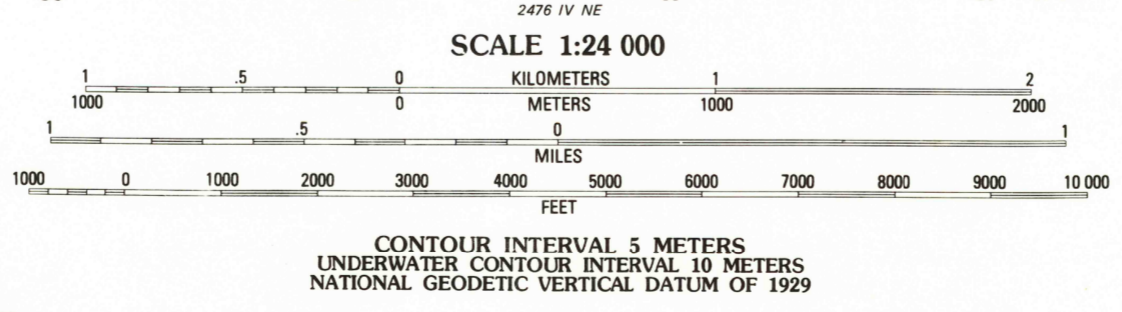 2476 IV NE
SCALE 1:24 000
1 .5 0 KILOMETERS 1 2
1000 0 METERS 1000 2000
1 .5 0 1
MILES
1000 0 1000 2000 3000 4000 5000 6000 7000 8000 9000 10 000
FEET
CONTOUR INTERVAL 5 METERS
UNDERWATER CONTOUR INTERVAL 10 METERS
NATIONAL GEODETIC VERTICAL DATUM OF 1929